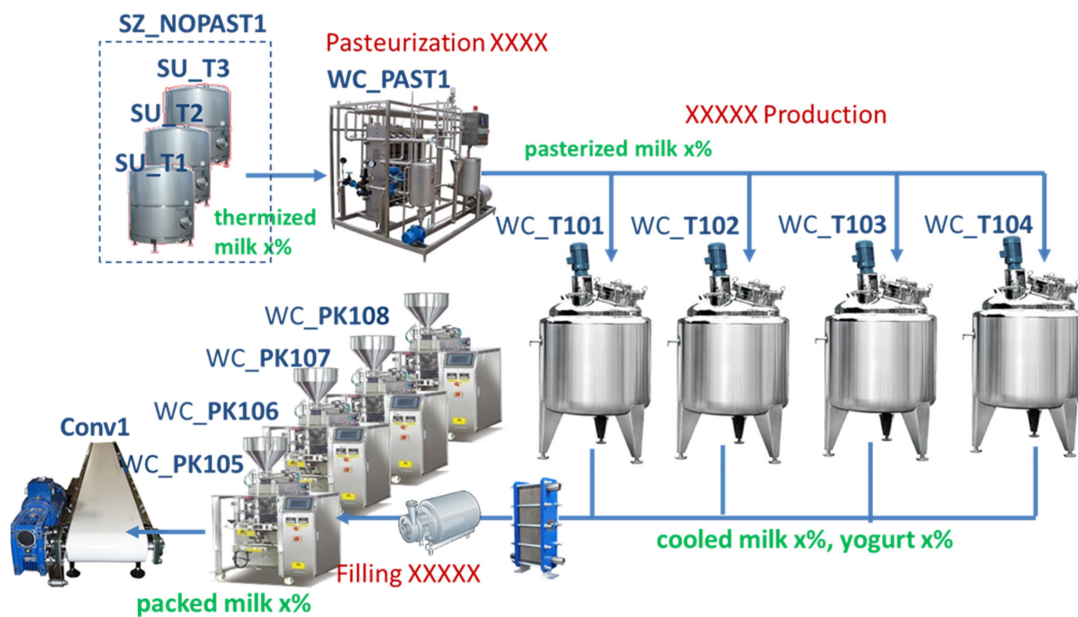 SZ_NOPAST1
Pasteurization XXXX
SU_T3
WC_PAST1
SU_T2
XXXXX Production
SU_T1
pasterized milk x%
thermized
milk x%
WC_T101
WC_T102
WC_T103
WC_T104
WC_PK108
WC_PK107
WC_PK106
Conv1
WC_PK105
cooled milk x%, yogurt x%
Filling XXXXX
packed milk x%